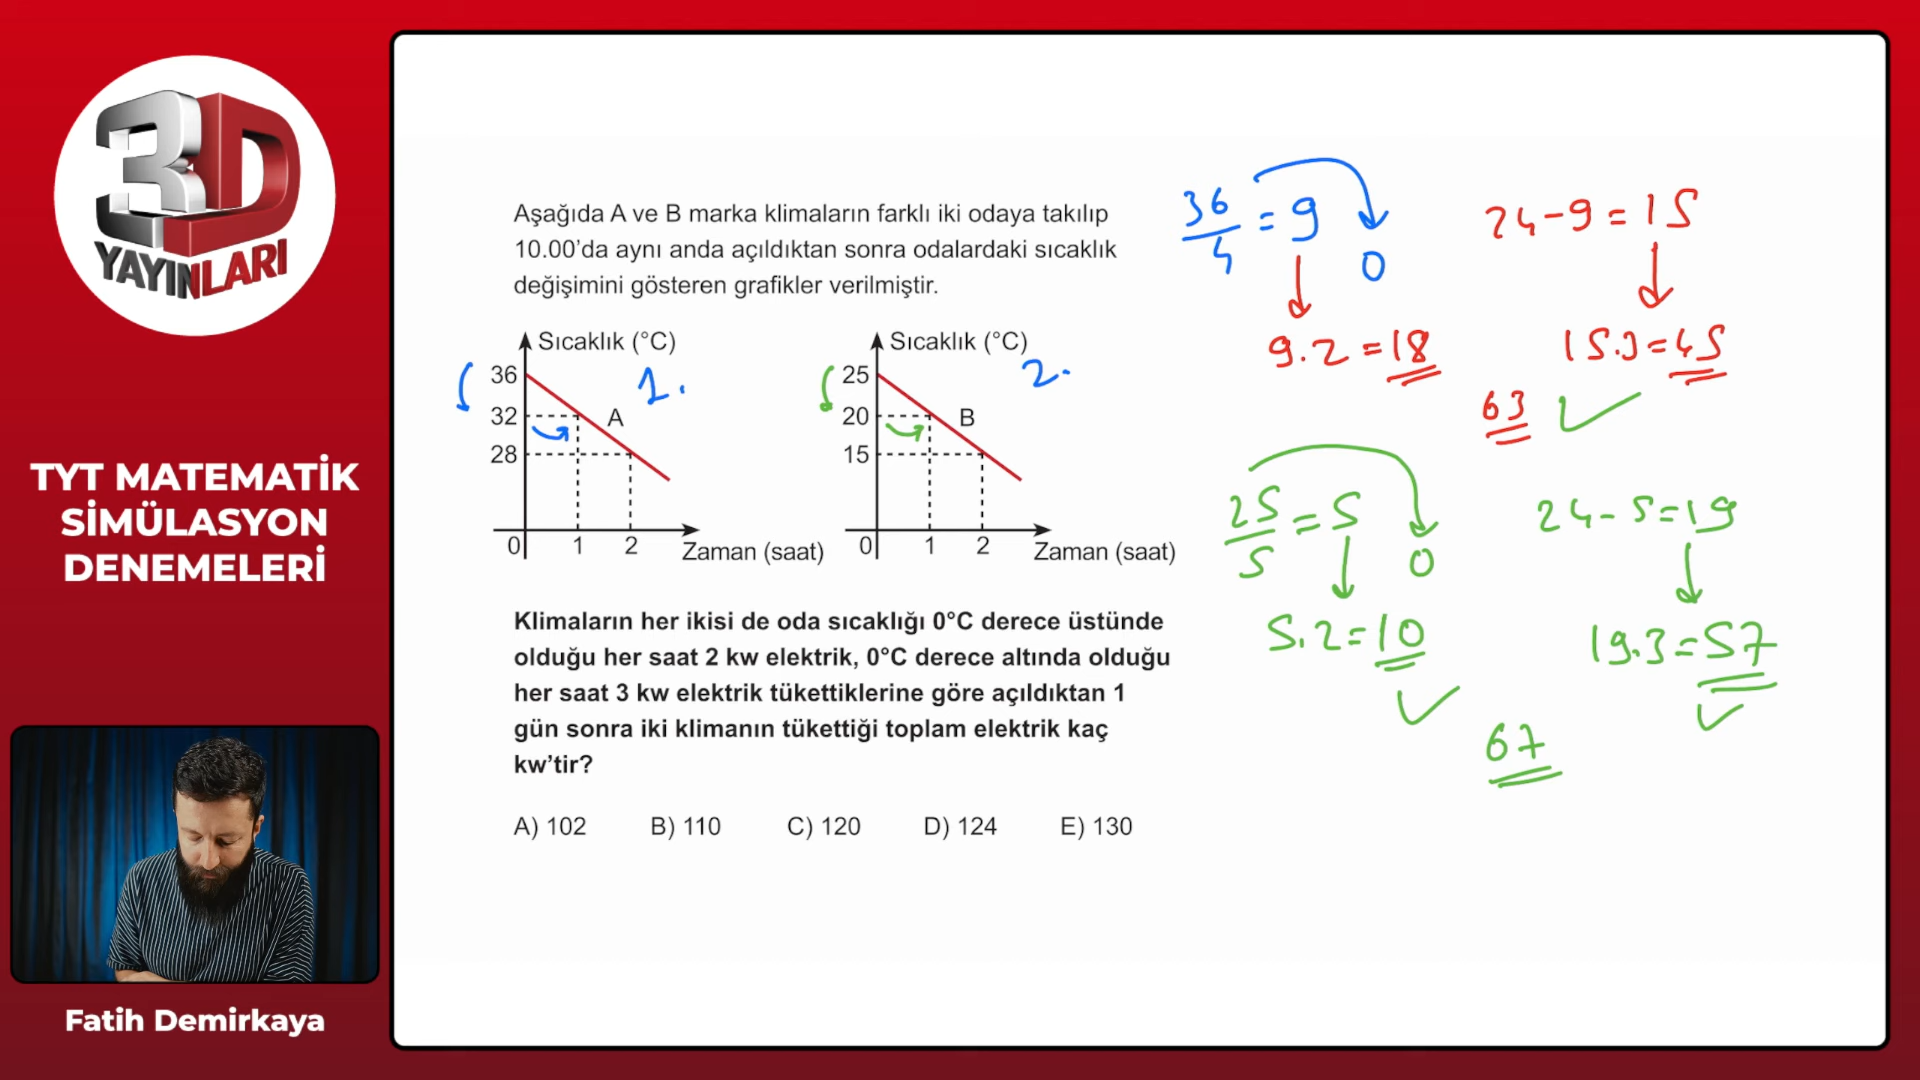 3D
YAYINLARI
TYT MATEMATİK
SİMÜLASYON
DENEMELERİ
Fatih Demirkaya
Aşağıda A ve B marka klimaların farklı iki odaya takılıp
10.00’da aynı anda açıldıktan sonra odalardaki sıcaklık
değişimini gösteren grafikler verilmiştir.
Sıcaklık (°C)
36
32
28
A
1.
0 1 2 Zaman (saat)
Sıcaklık (°C)
25
20
15
B
2.
0 1 2 Zaman (saat)
Klimaların her ikisi de oda sıcaklığı 0°C derece üstünde
olduğu her saat 2 kw elektrik, 0°C derece altında olduğu
her saat 3 kw elektrik tükettiklerine göre açıldıktan 1
gün sonra iki klimanın tükettiği toplam elektrik kaç
kw’tir?
A) 102 B) 110 C) 120 D) 124 E) 130
36/4 = 9 0
9.2 = 18
24-9 = 15
15.3 = 45
63
25/5 = 5 0
5.2 = 10
24-5 = 19
19.3 = 57
67